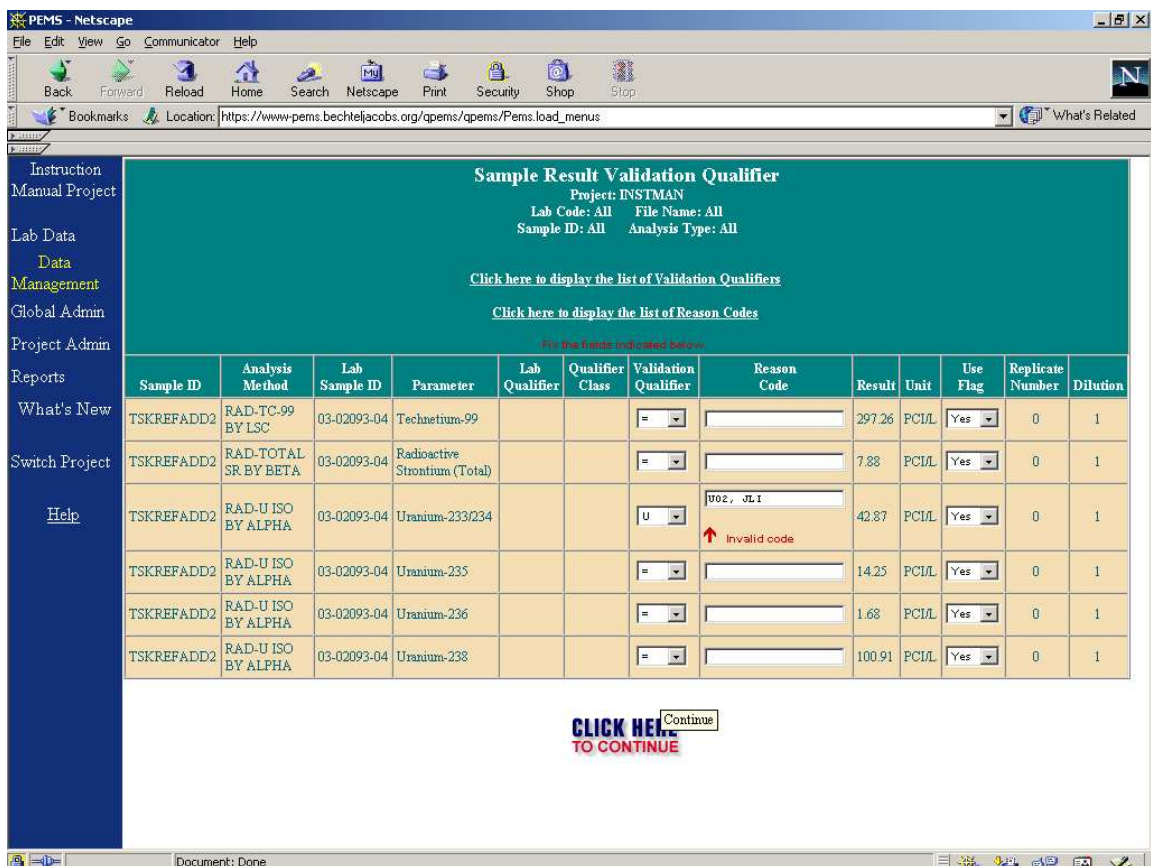 PEMS - Netscape
File Edit View Go Communicator Help
Back Forward Reload Home Search Netscape Print Security Shop Stop
My
N
Bookmarks Location: https://www-pems.bechteljacobs.org/qpems/qpems/Pems.load_menus What's Related
Instruction
Manual Project
Lab Data
Data
Management
Global Admin
Project Admin
Reports
What's New
Switch Project
Help
Sample Result Validation Qualifier
Project: INSTMAN
Lab Code: All File Name: All
Sample ID: All Analysis Type: All
Click here to display the list of Validation Qualifiers
Click here to display the list of Reason Codes
Fix the fields indicated below.
Sample ID Analysis Method Lab Sample ID Parameter Lab Qualifier Qualifier Class Validation Qualifier Reason Code Result Unit Use Flag Replicate Number Dilution
TSKREFADD2 RAD-TC-99 BY LSC 03-02093-04 Technetium-99 = 297.26 PCI/L Yes 0 1
TSKREFADD2 RAD-TOTAL SR BY BETA 03-02093-04 Radioactive Strontium (Total) = 7.88 PCI/L Yes 0 1
TSKREFADD2 RAD-U ISO BY ALPHA 03-02093-04 Uranium-233/234 U U02, JLI 42.87 PCI/L Yes 0 1
Invalid code
TSKREFADD2 RAD-U ISO BY ALPHA 03-02093-04 Uranium-235 = 14.25 PCI/L Yes 0 1
TSKREFADD2 RAD-U ISO BY ALPHA 03-02093-04 Uranium-236 = 1.68 PCI/L Yes 0 1
TSKREFADD2 RAD-U ISO BY ALPHA 03-02093-04 Uranium-238 = 100.91 PCI/L Yes 0 1
CLICK HERE
Continue
TO CONTINUE
Document: Done